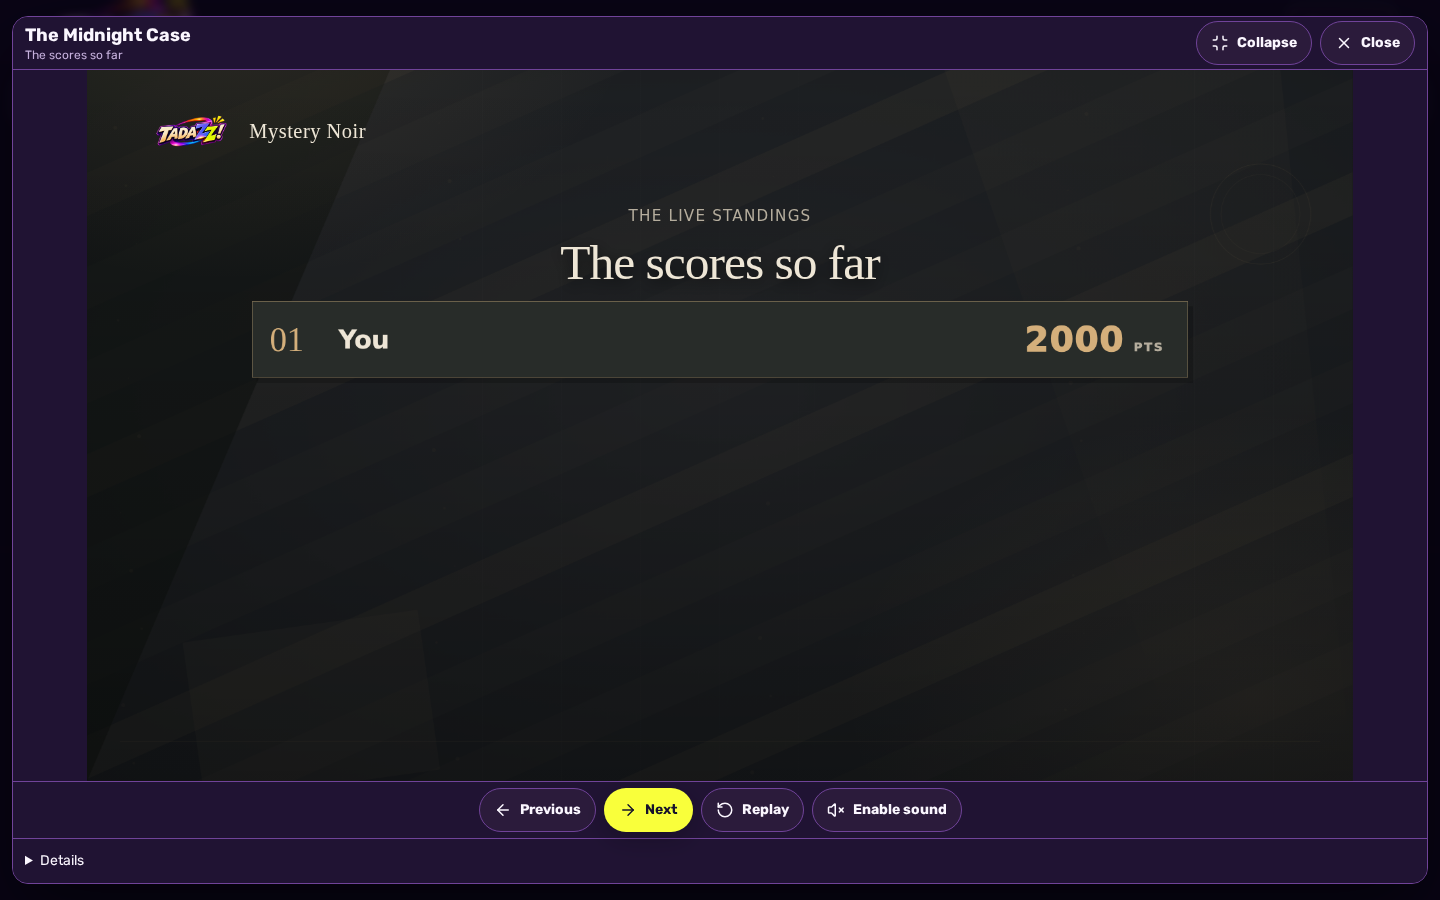 The Midnight Case
The scores so far
Collapse
Close
TADAZZ!
Mystery Noir
THE LIVE STANDINGS
The scores so far
01 You 2000 PTS
Previous
Next
Replay
Enable sound
Details